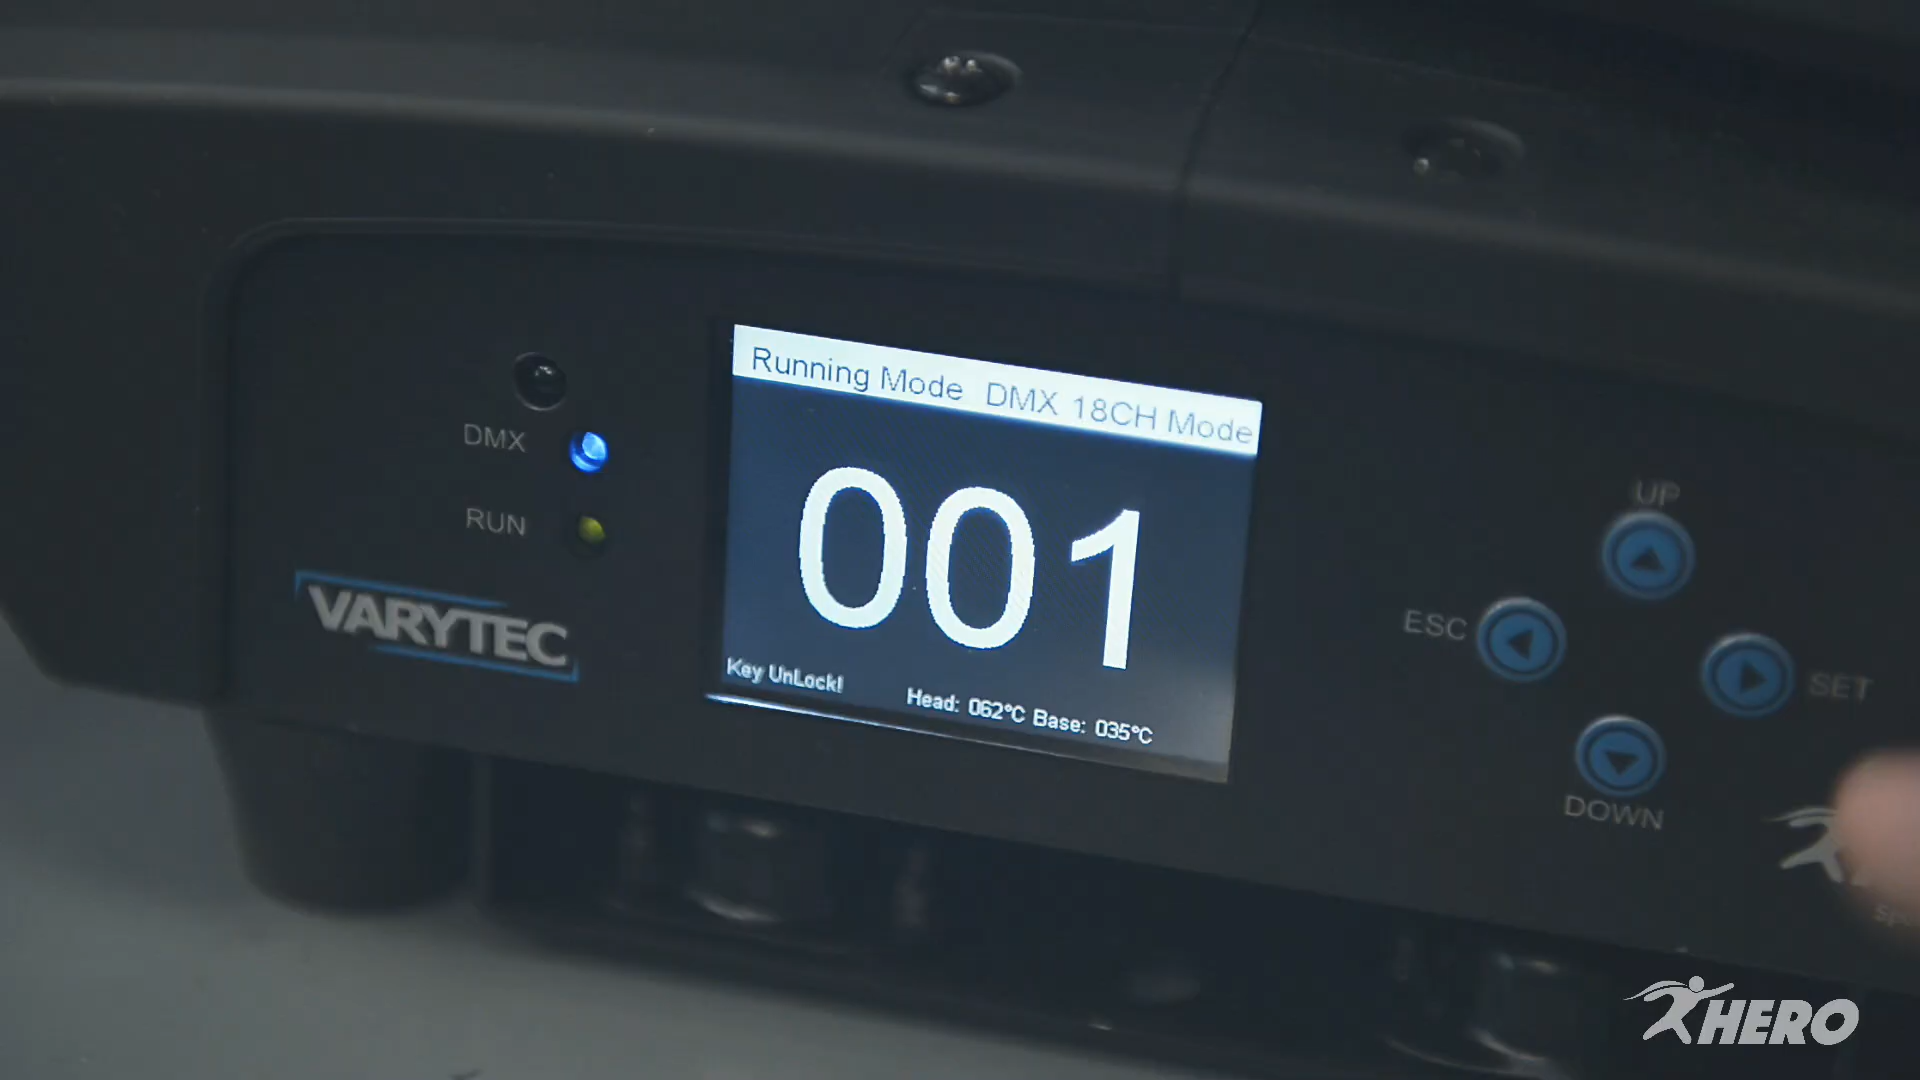 Running Mode DMX 18CH Mode
001
Key UnLock!
Head: 062°C Base: 035°C
DMX
RUN
VARYTEC
UP
ESC
SET
DOWN
HERO